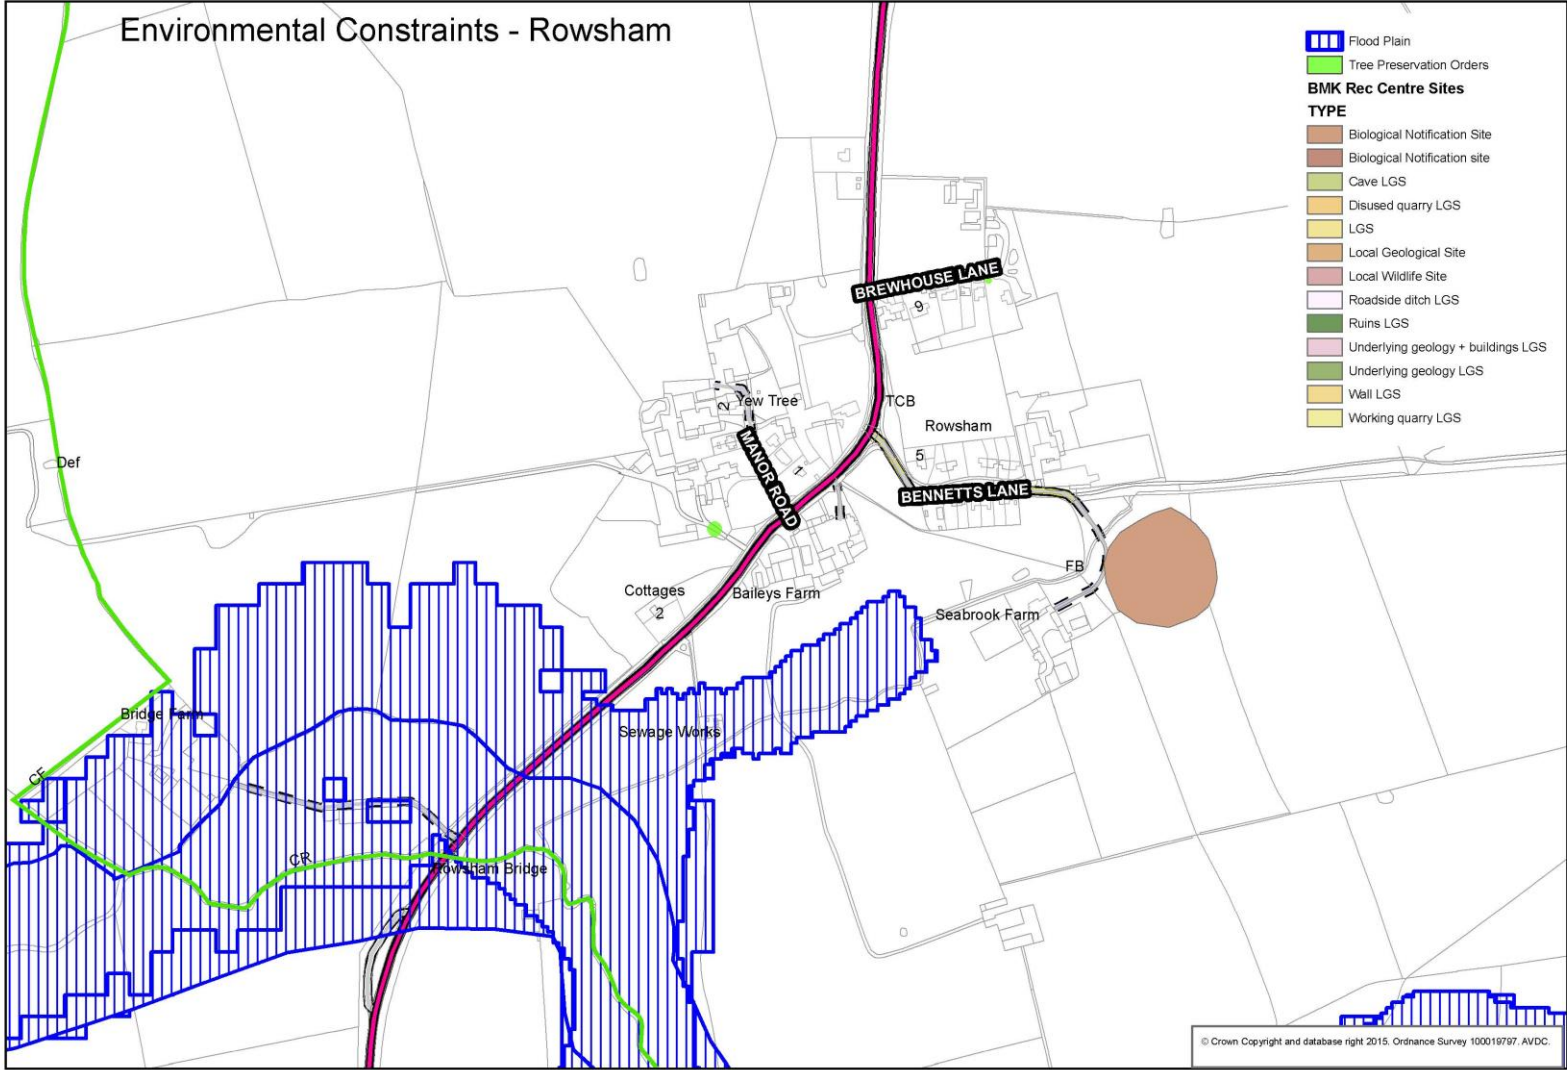 Environmental Constraints - Rowsham
Flood Plain
Tree Preservation Orders
BMK Rec Centre Sites
TYPE
Biological Notification Site
Biological Notification site
Cave LGS
Disused quarry LGS
LGS
Local Geological Site
Local Wildlife Site
Roadside ditch LGS
Ruins LGS
Underlying geology + buildings LGS
Underlying geology LGS
Wall LGS
Working quarry LGS
BREWHOUSE LANE
9
2
Yew Tree
TCB
Rowsham
MANOR ROAD
1
5
BENNETTS LANE
Def
FB
Cottages
2
Baileys Farm
Seabrook Farm
Bridge Farm
Sewage Works
CF
CR
Rowsham Bridge
© Crown Copyright and database right 2015. Ordnance Survey 100019797. AVDC.